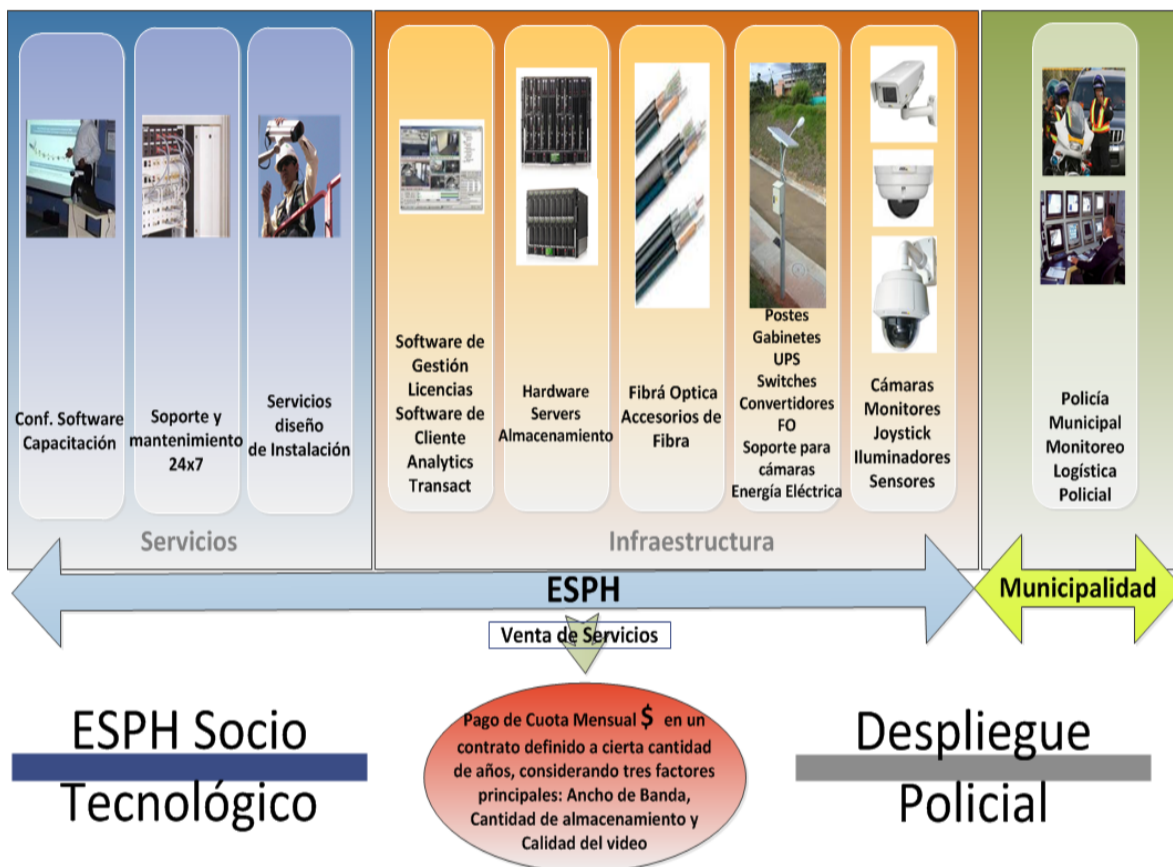 Conf. Software
Capacitación
Soporte y
mantenimiento
24x7
Servicios
diseño
de Instalación
Software de
Gestión
Licencias
Software de
Cliente
Analytics
Transact
Hardware
Servers
Almacenamiento
Fibrá Optica
Accesorios de
Fibra
Postes
Gabinetes
UPS
Switches
Convertidores
FO
Soporte para
cámaras
Energía Eléctrica
Cámaras
Monitores
Joystick
Iluminadores
Sensores
Policía
Municipal
Monitoreo
Logística
Policial
Servicios
Infraestructura
ESPH
Municipalidad
Venta de Servicios
ESPH Socio
Tecnológico
Pago de Cuota Mensual $ en un
contrato definido a cierta cantidad
de años, considerando tres factores
principales: Ancho de Banda,
Cantidad de almacenamiento y
Calidad del video
Despliegue
Policial